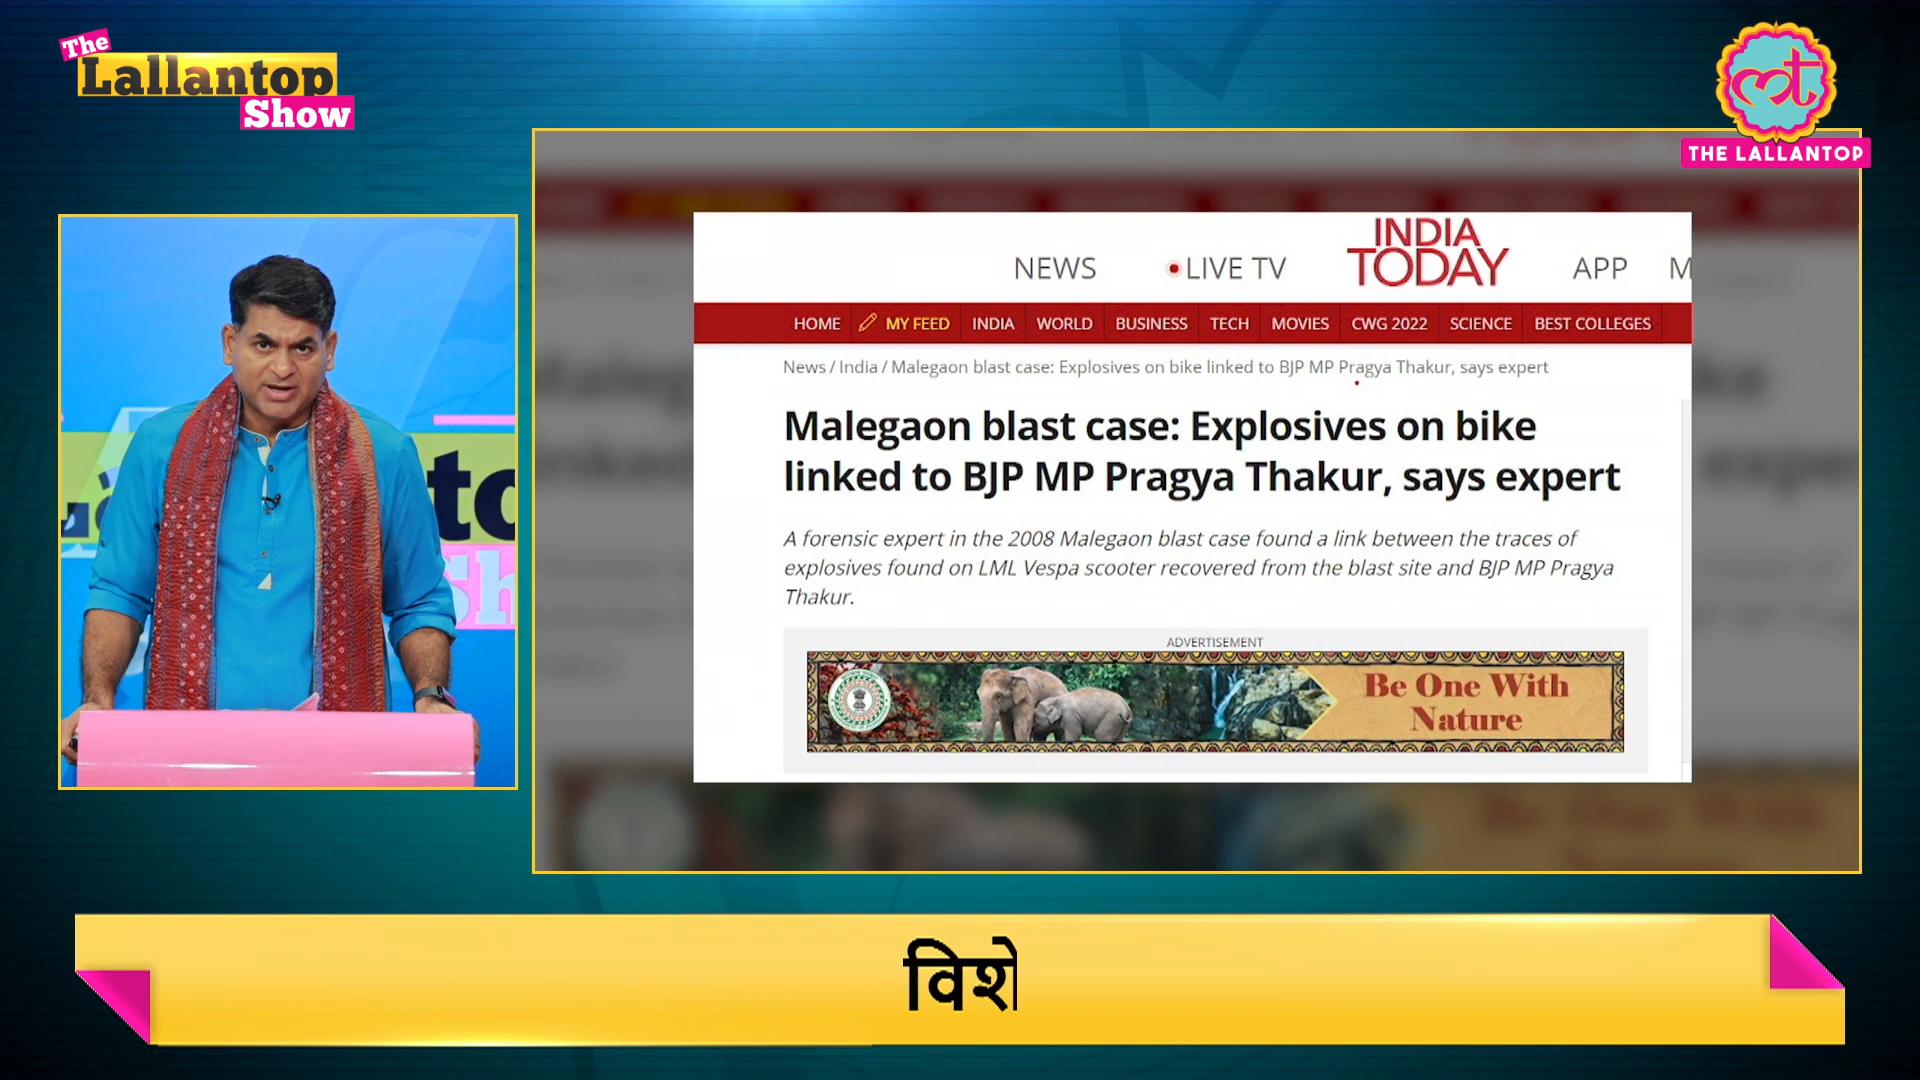 The
Lallantop
Show
THE LALLANTOP
INDIA
TODAY
NEWS
LIVE TV
APP
HOME MY FEED INDIA WORLD BUSINESS TECH MOVIES CWG 2022 SCIENCE BEST COLLEGES
News / India / Malegaon blast case: Explosives on bike linked to BJP MP Pragya Thakur, says expert
Malegaon blast case: Explosives on bike
linked to BJP MP Pragya Thakur, says expert
A forensic expert in the 2008 Malegaon blast case found a link between the traces of
explosives found on LML Vespa scooter recovered from the blast site and BJP MP Pragya
Thakur.
ADVERTISEMENT
Be One With
Nature
विशे